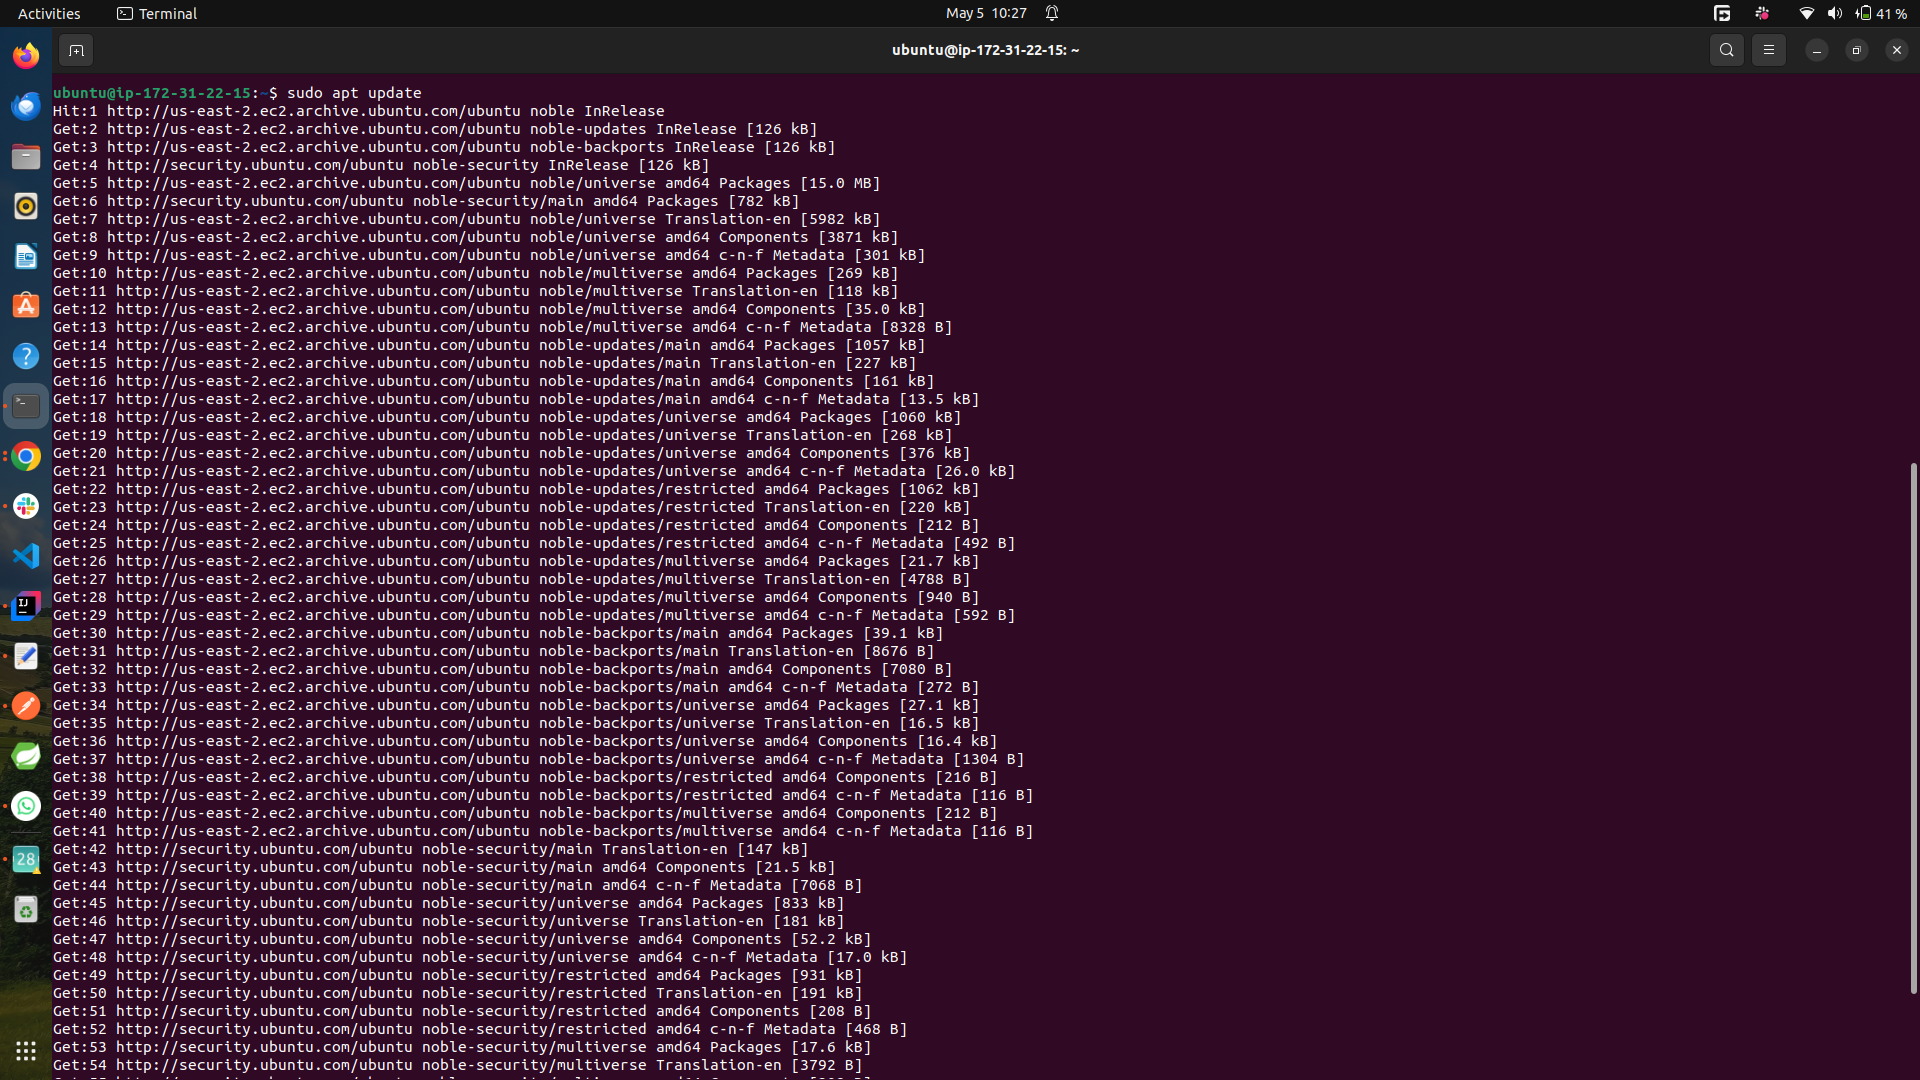 Activities
Terminal
May 5 10:27
41 %
ubuntu@ip-172-31-22-15: ~
ubuntu@ip-172-31-22-15:~$ sudo apt update
Hit:1 http://us-east-2.ec2.archive.ubuntu.com/ubuntu noble InRelease
Get:2 http://us-east-2.ec2.archive.ubuntu.com/ubuntu noble-updates InRelease [126 kB]
Get:3 http://us-east-2.ec2.archive.ubuntu.com/ubuntu noble-backports InRelease [126 kB]
Get:4 http://security.ubuntu.com/ubuntu noble-security InRelease [126 kB]
Get:5 http://us-east-2.ec2.archive.ubuntu.com/ubuntu noble/universe amd64 Packages [15.0 MB]
Get:6 http://security.ubuntu.com/ubuntu noble-security/main amd64 Packages [782 kB]
Get:7 http://us-east-2.ec2.archive.ubuntu.com/ubuntu noble/universe Translation-en [5982 kB]
Get:8 http://us-east-2.ec2.archive.ubuntu.com/ubuntu noble/universe amd64 Components [3871 kB]
Get:9 http://us-east-2.ec2.archive.ubuntu.com/ubuntu noble/universe amd64 c-n-f Metadata [301 kB]
Get:10 http://us-east-2.ec2.archive.ubuntu.com/ubuntu noble/multiverse amd64 Packages [269 kB]
Get:11 http://us-east-2.ec2.archive.ubuntu.com/ubuntu noble/multiverse Translation-en [118 kB]
Get:12 http://us-east-2.ec2.archive.ubuntu.com/ubuntu noble/multiverse amd64 Components [35.0 kB]
Get:13 http://us-east-2.ec2.archive.ubuntu.com/ubuntu noble/multiverse amd64 c-n-f Metadata [8328 B]
Get:14 http://us-east-2.ec2.archive.ubuntu.com/ubuntu noble-updates/main amd64 Packages [1057 kB]
Get:15 http://us-east-2.ec2.archive.ubuntu.com/ubuntu noble-updates/main Translation-en [227 kB]
Get:16 http://us-east-2.ec2.archive.ubuntu.com/ubuntu noble-updates/main amd64 Components [161 kB]
Get:17 http://us-east-2.ec2.archive.ubuntu.com/ubuntu noble-updates/main amd64 c-n-f Metadata [13.5 kB]
Get:18 http://us-east-2.ec2.archive.ubuntu.com/ubuntu noble-updates/universe amd64 Packages [1060 kB]
Get:19 http://us-east-2.ec2.archive.ubuntu.com/ubuntu noble-updates/universe Translation-en [268 kB]
Get:20 http://us-east-2.ec2.archive.ubuntu.com/ubuntu noble-updates/universe amd64 Components [376 kB]
Get:21 http://us-east-2.ec2.archive.ubuntu.com/ubuntu noble-updates/universe amd64 c-n-f Metadata [26.0 kB]
Get:22 http://us-east-2.ec2.archive.ubuntu.com/ubuntu noble-updates/restricted amd64 Packages [1062 kB]
Get:23 http://us-east-2.ec2.archive.ubuntu.com/ubuntu noble-updates/restricted Translation-en [220 kB]
Get:24 http://us-east-2.ec2.archive.ubuntu.com/ubuntu noble-updates/restricted amd64 Components [212 B]
Get:25 http://us-east-2.ec2.archive.ubuntu.com/ubuntu noble-updates/restricted amd64 c-n-f Metadata [492 B]
Get:26 http://us-east-2.ec2.archive.ubuntu.com/ubuntu noble-updates/multiverse amd64 Packages [21.7 kB]
Get:27 http://us-east-2.ec2.archive.ubuntu.com/ubuntu noble-updates/multiverse Translation-en [4788 B]
Get:28 http://us-east-2.ec2.archive.ubuntu.com/ubuntu noble-updates/multiverse amd64 Components [940 B]
Get:29 http://us-east-2.ec2.archive.ubuntu.com/ubuntu noble-updates/multiverse amd64 c-n-f Metadata [592 B]
Get:30 http://us-east-2.ec2.archive.ubuntu.com/ubuntu noble-backports/main amd64 Packages [39.1 kB]
Get:31 http://us-east-2.ec2.archive.ubuntu.com/ubuntu noble-backports/main Translation-en [8676 B]
Get:32 http://us-east-2.ec2.archive.ubuntu.com/ubuntu noble-backports/main amd64 Components [7080 B]
Get:33 http://us-east-2.ec2.archive.ubuntu.com/ubuntu noble-backports/main amd64 c-n-f Metadata [272 B]
Get:34 http://us-east-2.ec2.archive.ubuntu.com/ubuntu noble-backports/universe amd64 Packages [27.1 kB]
Get:35 http://us-east-2.ec2.archive.ubuntu.com/ubuntu noble-backports/universe Translation-en [16.5 kB]
Get:36 http://us-east-2.ec2.archive.ubuntu.com/ubuntu noble-backports/universe amd64 Components [16.4 kB]
Get:37 http://us-east-2.ec2.archive.ubuntu.com/ubuntu noble-backports/universe amd64 c-n-f Metadata [1304 B]
Get:38 http://us-east-2.ec2.archive.ubuntu.com/ubuntu noble-backports/restricted amd64 Components [216 B]
Get:39 http://us-east-2.ec2.archive.ubuntu.com/ubuntu noble-backports/restricted amd64 c-n-f Metadata [116 B]
Get:40 http://us-east-2.ec2.archive.ubuntu.com/ubuntu noble-backports/multiverse amd64 Components [212 B]
Get:41 http://us-east-2.ec2.archive.ubuntu.com/ubuntu noble-backports/multiverse amd64 c-n-f Metadata [116 B]
Get:42 http://security.ubuntu.com/ubuntu noble-security/main Translation-en [147 kB]
Get:43 http://security.ubuntu.com/ubuntu noble-security/main amd64 Components [21.5 kB]
Get:44 http://security.ubuntu.com/ubuntu noble-security/main amd64 c-n-f Metadata [7068 B]
Get:45 http://security.ubuntu.com/ubuntu noble-security/universe amd64 Packages [833 kB]
Get:46 http://security.ubuntu.com/ubuntu noble-security/universe Translation-en [181 kB]
Get:47 http://security.ubuntu.com/ubuntu noble-security/universe amd64 Components [52.2 kB]
Get:48 http://security.ubuntu.com/ubuntu noble-security/universe amd64 c-n-f Metadata [17.0 kB]
Get:49 http://security.ubuntu.com/ubuntu noble-security/restricted amd64 Packages [931 kB]
Get:50 http://security.ubuntu.com/ubuntu noble-security/restricted Translation-en [191 kB]
Get:51 http://security.ubuntu.com/ubuntu noble-security/restricted amd64 Components [208 B]
Get:52 http://security.ubuntu.com/ubuntu noble-security/restricted amd64 c-n-f Metadata [468 B]
Get:53 http://security.ubuntu.com/ubuntu noble-security/multiverse amd64 Packages [17.6 kB]
Get:54 http://security.ubuntu.com/ubuntu noble-security/multiverse Translation-en [3792 B]
IJ
28